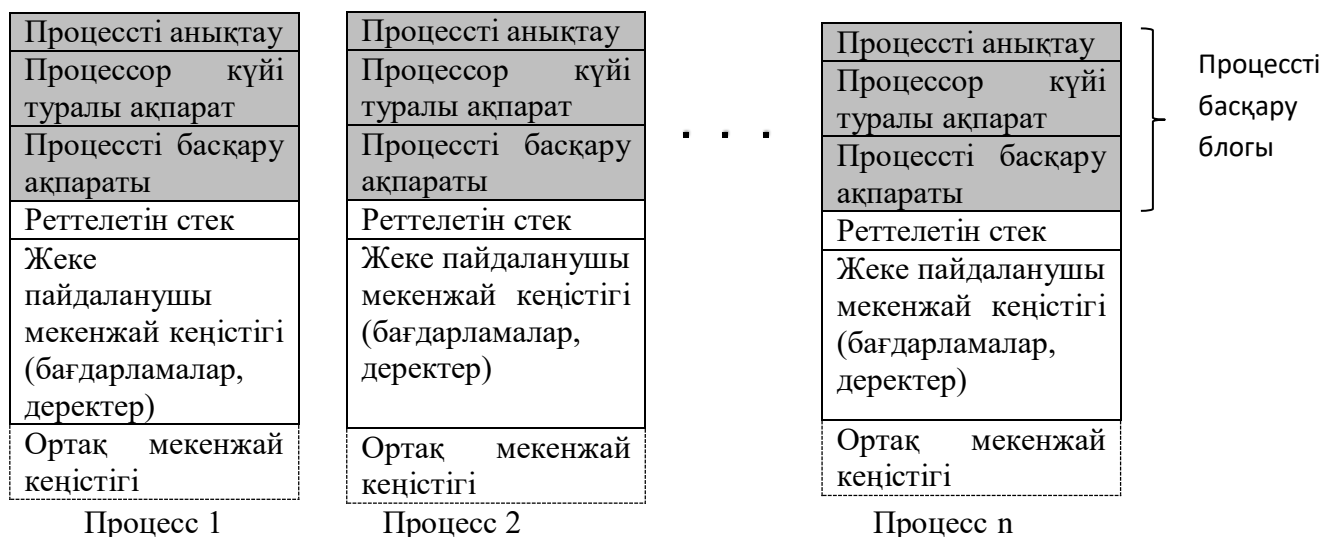 Процессті анықтау
Процессор күйі
туралы ақпарат
Процессті басқару
ақпараты
Реттелетін стек
Жеке
пайдаланушы
мекенжай кеңістігі
(бағдарламалар,
деректер)
Ортақ мекенжай
кеңістігі
Процесс 1
Процессті анықтау
Процессор күйі
туралы ақпарат
Процессті басқару
ақпараты
Реттелетін стек
Жеке пайдаланушы
мекенжай кеңістігі
(бағдарламалар,
деректер)
Ортақ мекенжай
кеңістігі
Процесс 2
. . .
Процессті анықтау
Процессор күйі
туралы ақпарат
Процессті басқару
ақпараты
Реттелетін стек
Жеке пайдаланушы
мекенжай кеңістігі
(бағдарламалар,
деректер)
Ортақ мекенжай
кеңістігі
Процесс n
Процессті
басқару
блогы